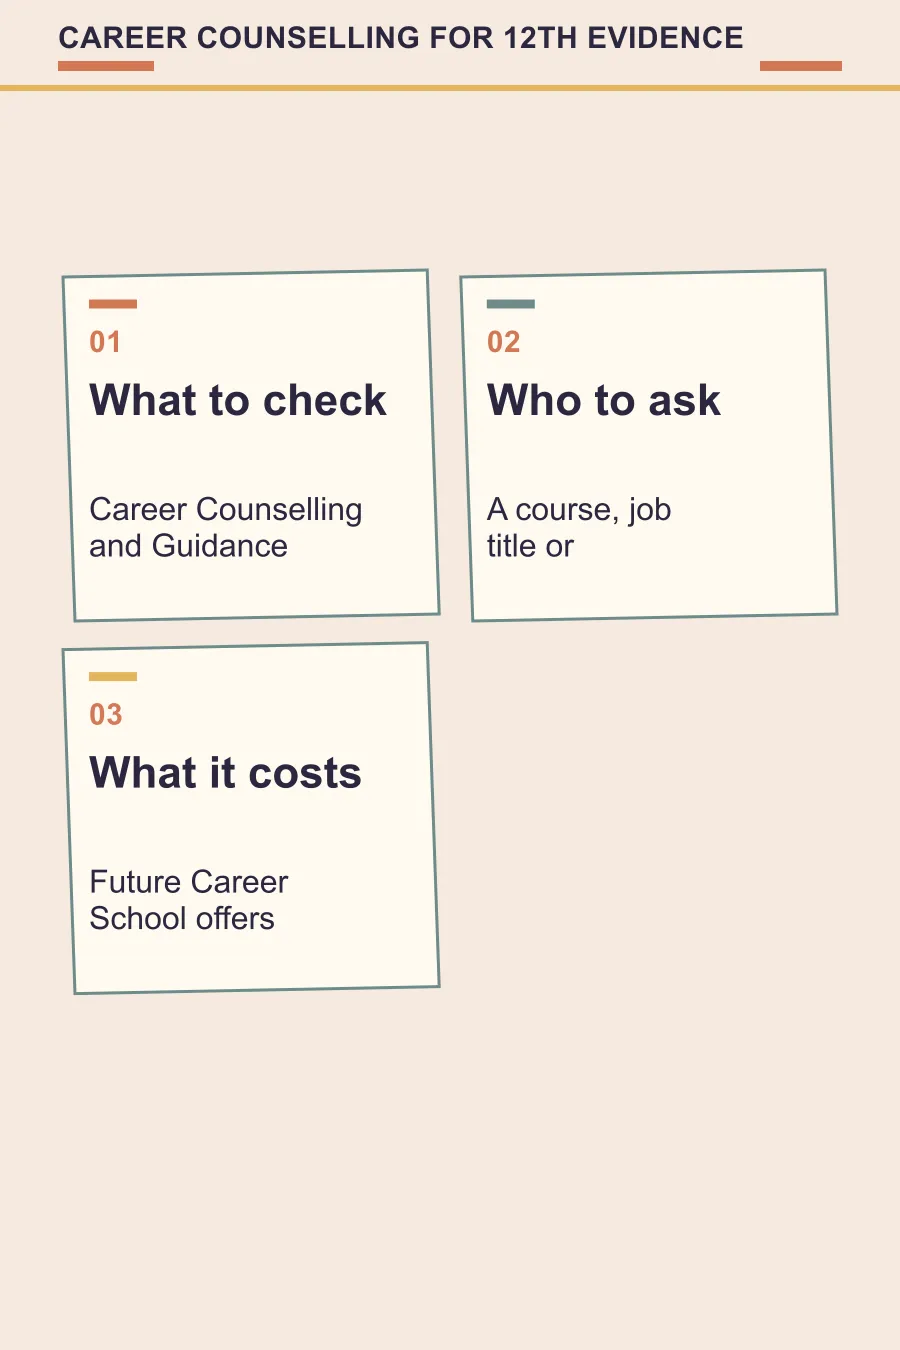 CAREER COUNSELLING FOR 12TH EVIDENCE
01
What to check
Career Counselling
and Guidance
02
Who to ask
A course, job
title or
03
What it costs
Future Career
School offers